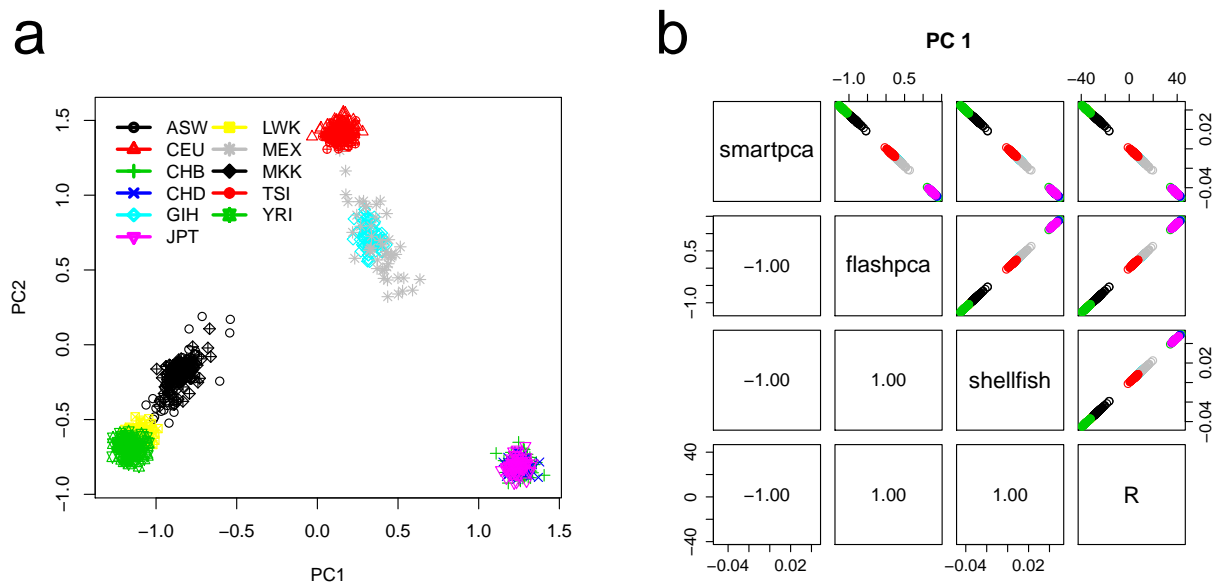 a
b
PC 1
ASW
CEU
CHB
CHD
GIH
JPT
LWK
MEX
MKK
TSI
YRI
PC2
1.5
1.0
0.5
0.0
−0.5
−1.0
−1.0 −0.5 0.0 0.5 1.0 1.5
PC1
−1.0 0.5
−40 0 40
smartpca
0.02
−0.04
0.5
−1.0
−1.00
flashpca
−1.00
1.00
shellfish
0.02
−0.04
40
0
−40
−1.00
1.00
1.00
R
−0.04 0.02
−0.04 0.02